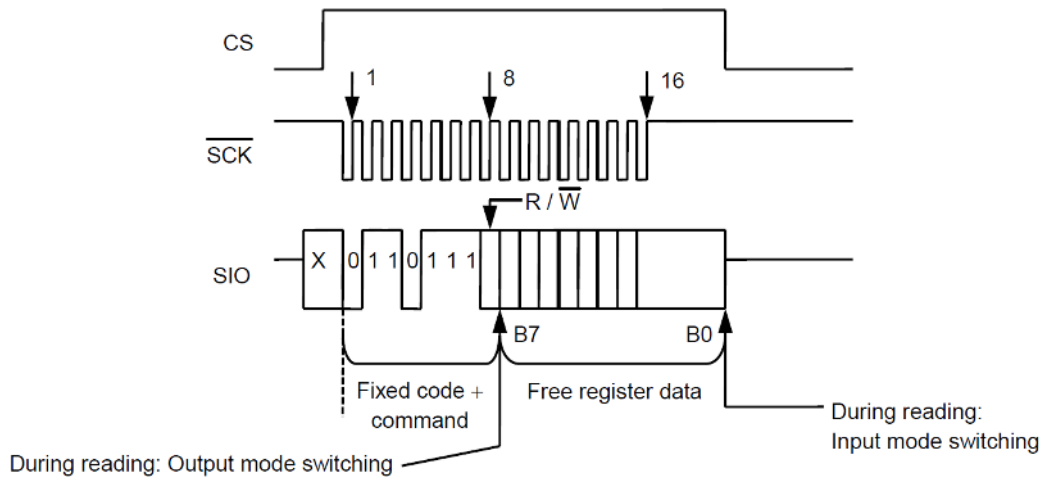 CS
1
8
16
SCK
R / W
SIO
X
0 1 1 0 1 1 1
B7
B0
Fixed code +
command
Free register data
During reading:
Input mode switching
During reading: Output mode switching